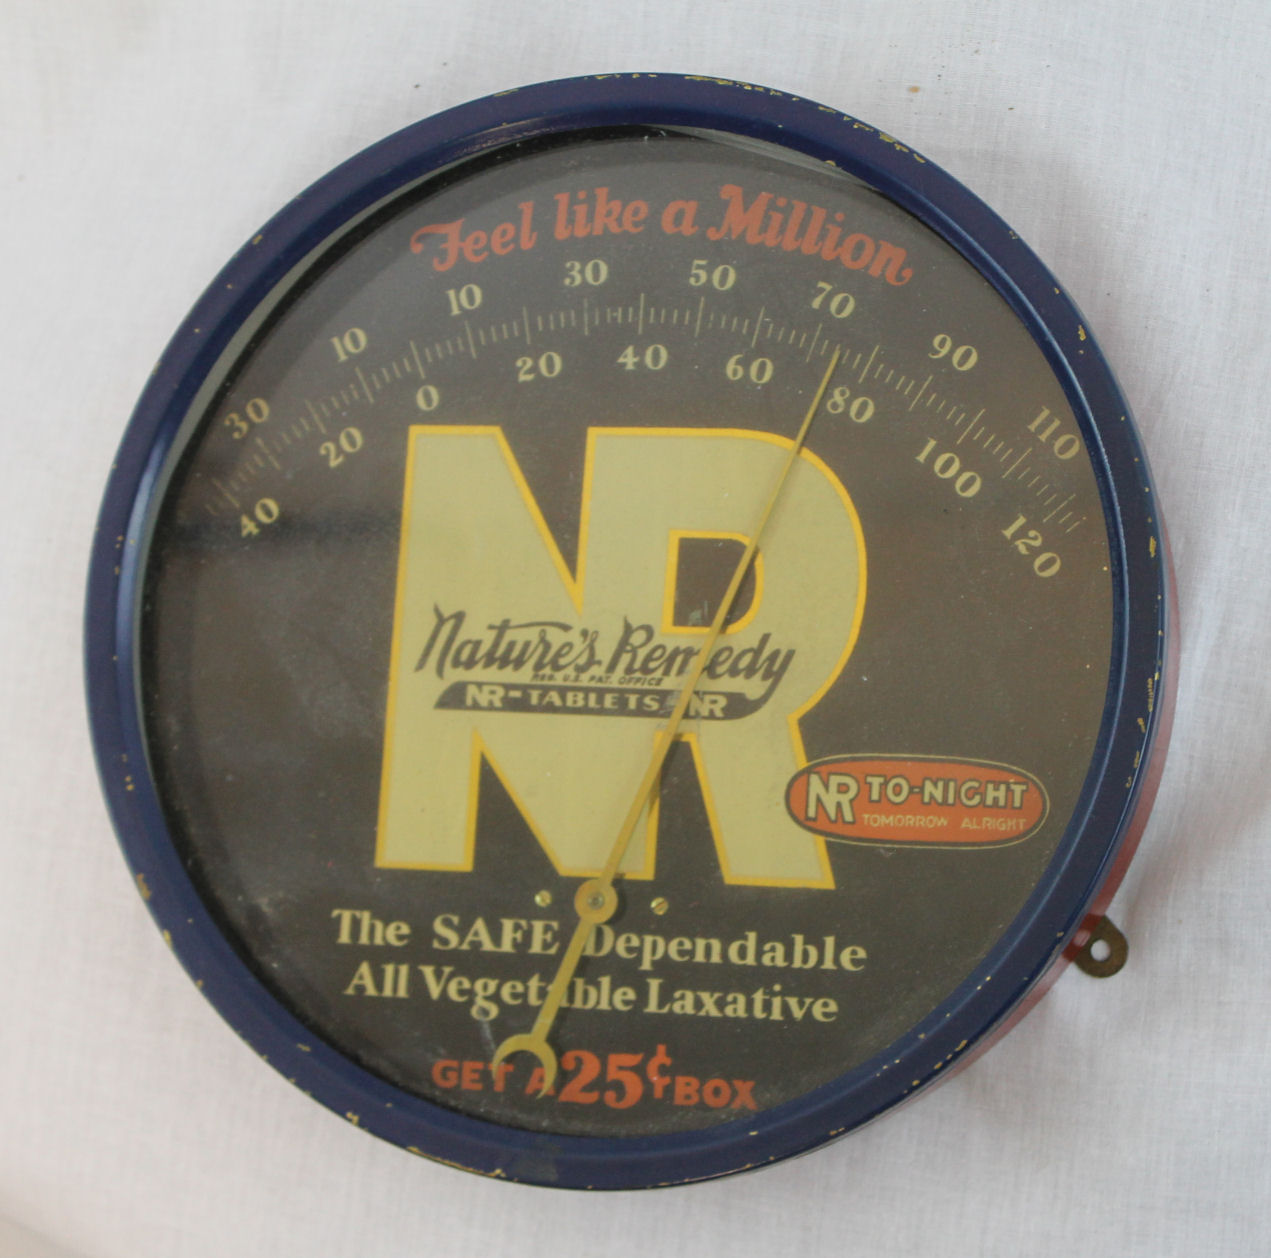 Feel like a Million
30 10 10 30 50 70 90 110
40 20 0 20 40 60 80 100 120
NR
Nature's Remedy
REG. U.S. PAT. OFFICE
NR-TABLETS-NR
NR TO-NIGHT
TOMORROW ALRIGHT
The SAFE Dependable
All Vegetable Laxative
GET A 25¢ BOX